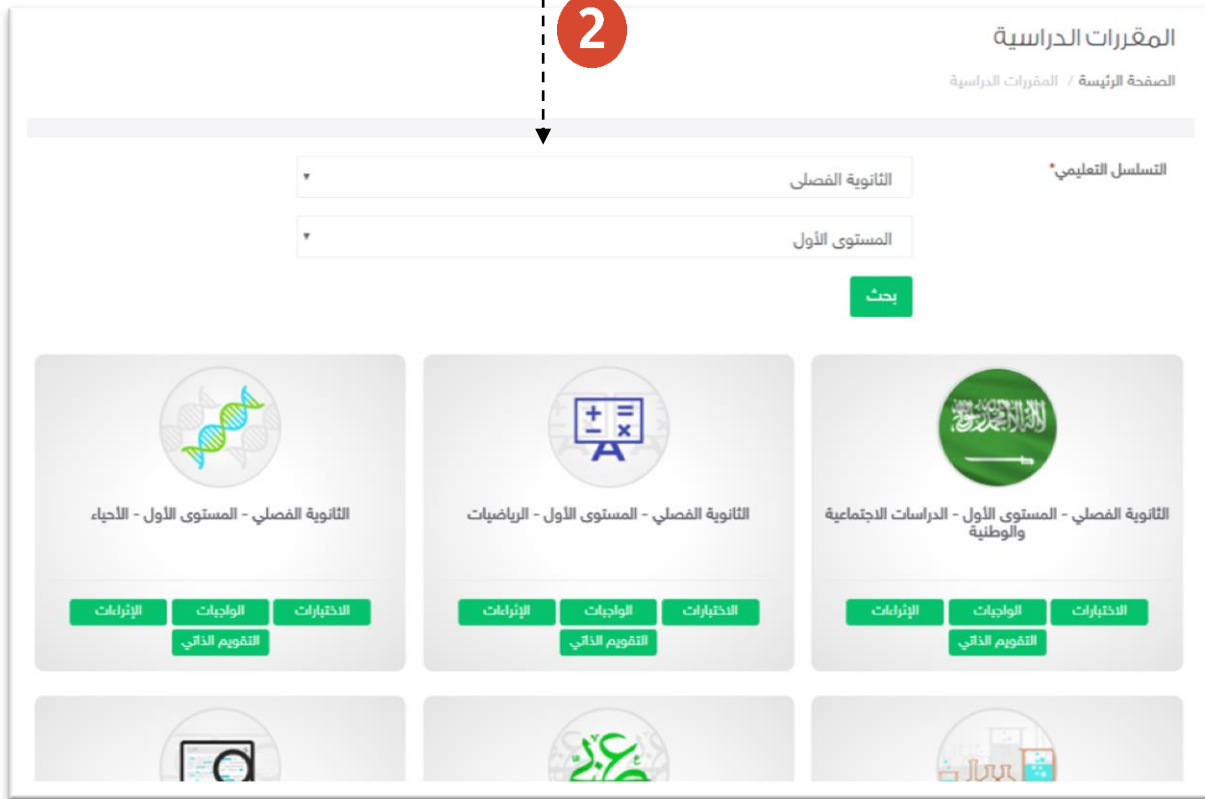 2
المقررات الدراسية
الصفحة الرئيسة / المقررات الدراسية
التسلسل التعليمي*
الثانوية الفصلي
المستوى الأول
بحث
الثانوية الفصلي - المستوى الأول - الدراسات الاجتماعية
والوطنية
الاختبارات الواجبات الإثراءات
التقويم الذاتي
الثانوية الفصلي - المستوى الأول - الرياضيات
الاختبارات الواجبات الإثراءات
التقويم الذاتي
الثانوية الفصلي - المستوى الأول - الأحياء
الاختبارات الواجبات الإثراءات
التقويم الذاتي